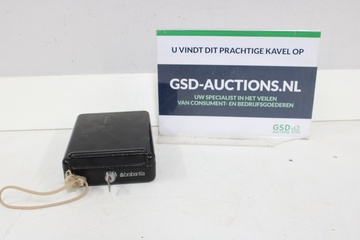 U VINDT DIT PRACHTIGE KAVEL OP
GSD-AUCTIONS.NL
UW SPECIALIST IN HET VEILEN
VAN CONSUMENT- EN BEDRIJFSGOEDEREN
GSD
brabantia